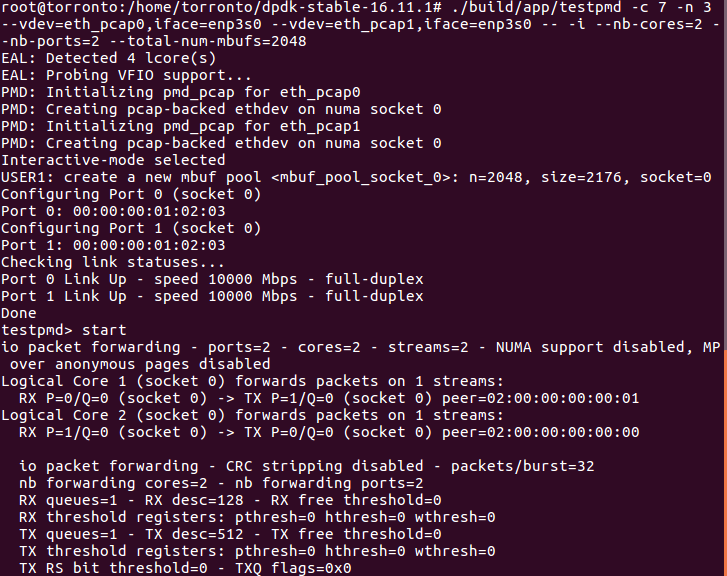 root@torronto:/home/torronto/dpdk-stable-16.11.1# ./build/app/testpmd -c 7 -n 3
--vdev=eth_pcap0,iface=enp3s0 --vdev=eth_pcap1,iface=enp3s0 -- -i --nb-cores=2 -
-nb-ports=2 --total-num-mbufs=2048
EAL: Detected 4 lcore(s)
EAL: Probing VFIO support...
PMD: Initializing pmd_pcap for eth_pcap0
PMD: Creating pcap-backed ethdev on numa socket 0
PMD: Initializing pmd_pcap for eth_pcap1
PMD: Creating pcap-backed ethdev on numa socket 0
Interactive-mode selected
USER1: create a new mbuf pool <mbuf_pool_socket_0>: n=2048, size=2176, socket=0
Configuring Port 0 (socket 0)
Port 0: 00:00:00:01:02:03
Configuring Port 1 (socket 0)
Port 1: 00:00:00:01:02:03
Checking link statuses...
Port 0 Link Up - speed 10000 Mbps - full-duplex
Port 1 Link Up - speed 10000 Mbps - full-duplex
Done
testpmd> start
io packet forwarding - ports=2 - cores=2 - streams=2 - NUMA support disabled, MP
 over anonymous pages disabled
Logical Core 1 (socket 0) forwards packets on 1 streams:
  RX P=0/Q=0 (socket 0) -> TX P=1/Q=0 (socket 0) peer=02:00:00:00:00:01
Logical Core 2 (socket 0) forwards packets on 1 streams:
  RX P=1/Q=0 (socket 0) -> TX P=0/Q=0 (socket 0) peer=02:00:00:00:00:00
  io packet forwarding - CRC stripping disabled - packets/burst=32
  nb forwarding cores=2 - nb forwarding ports=2
  RX queues=1 - RX desc=128 - RX free threshold=0
  RX threshold registers: pthresh=0 hthresh=0 wthresh=0
  TX queues=1 - TX desc=512 - TX free threshold=0
  TX threshold registers: pthresh=0 hthresh=0 wthresh=0
  TX RS bit threshold=0 - TXQ flags=0x0